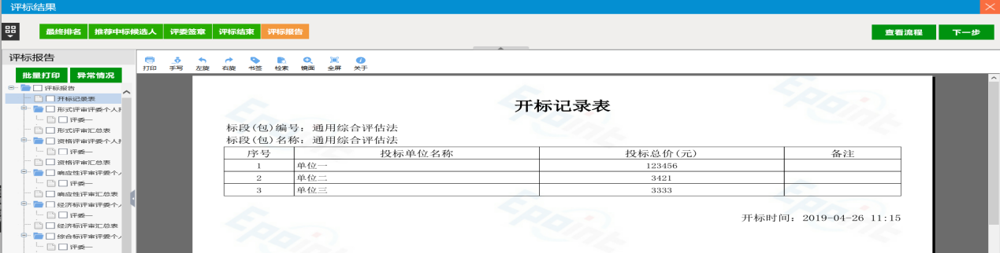 评标结果
最终排名 推荐中标候选人 评委签章 评标结束 评标报告 查看流程 下一步
评标报告
批量打印 异常情况
评标报告
开标记录表
形式评审评委个人
评委一
形式评审汇总表
资格评审评委个人
评委一
资格评审汇总表
响应性评审评委个人
评委一
响应性评审汇总表
经济标评审评委个人
评委一
经济标评审汇总表
综合标评审评委个人
评委一
打印 手写 左旋 右旋 书签 检索 镜面 全屏 关于
开标记录表
标段(包)编号: 通用综合评估法
标段(包)名称: 通用综合评估法
序号 投标单位名称 投标总价(元) 备注
1 单位一 123456
2 单位二 3421
3 单位三 3333
开标时间: 2019-04-26 11:15
Epoint
Epoint
Epoint
Epoint
Epoint